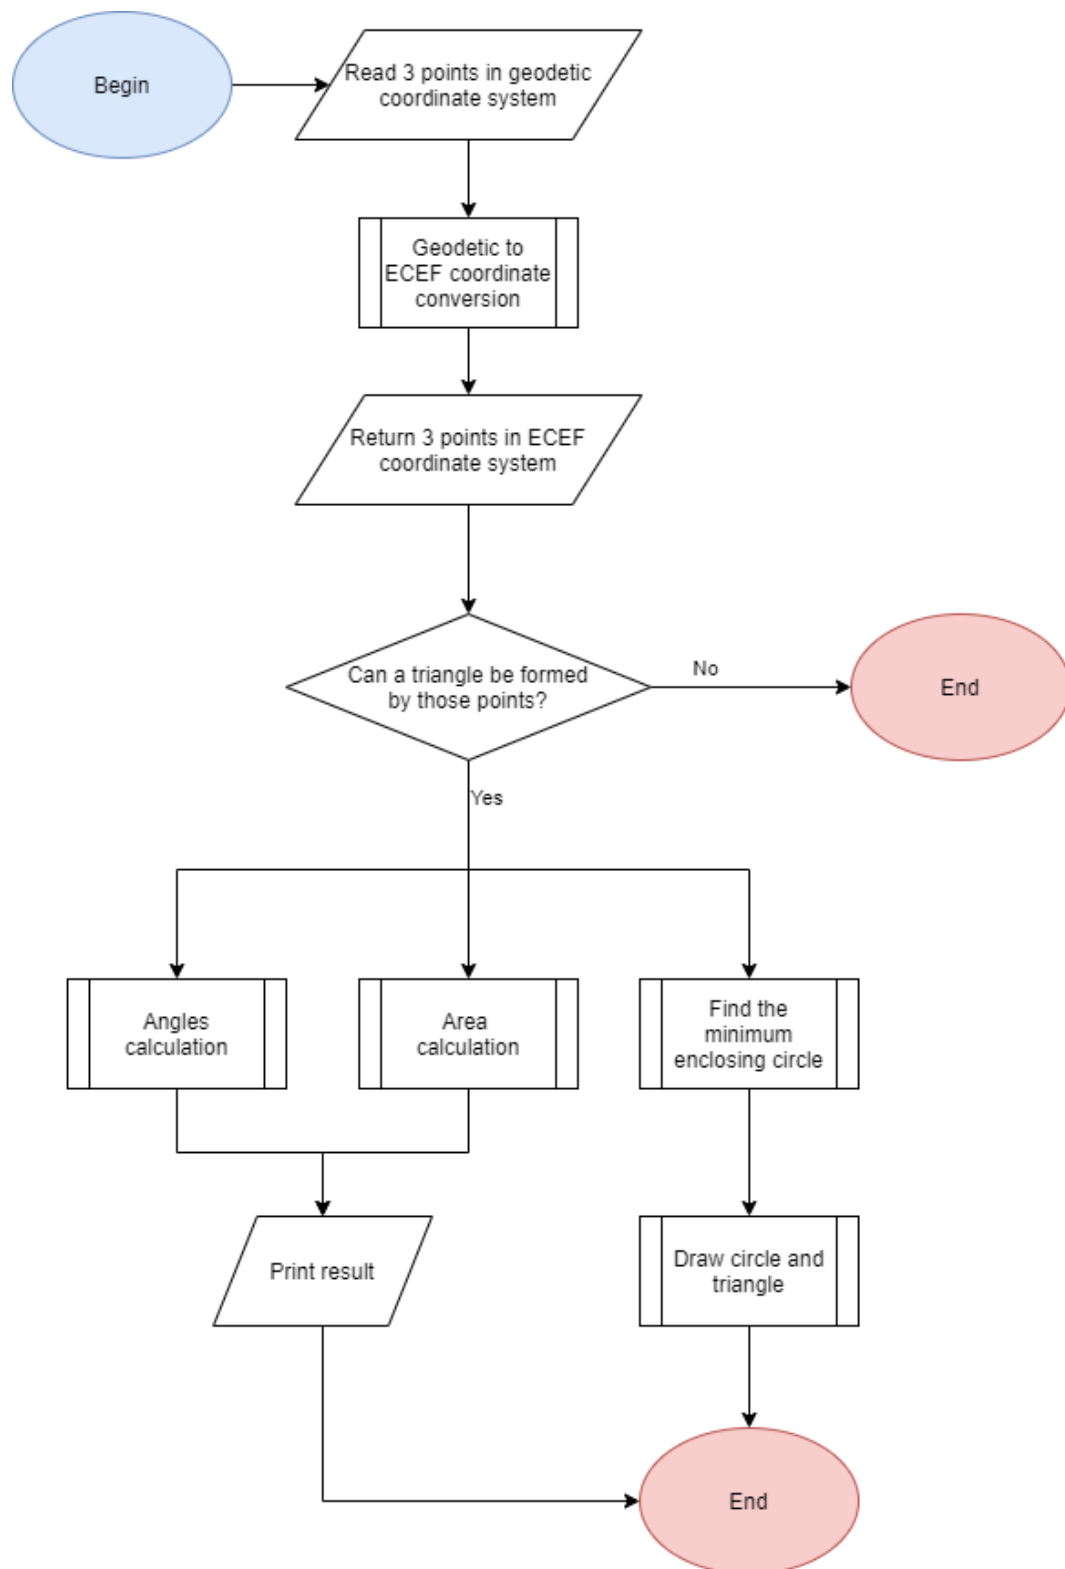 Begin
Read 3 points in geodetic
coordinate system
Geodetic to
ECEF coordinate
conversion
Return 3 points in ECEF
coordinate system
Can a triangle be formed
by those points?
No
End
Yes
Angles
calculation
Area
calculation
Find the
minimum
enclosing circle
Print result
Draw circle and
triangle
End